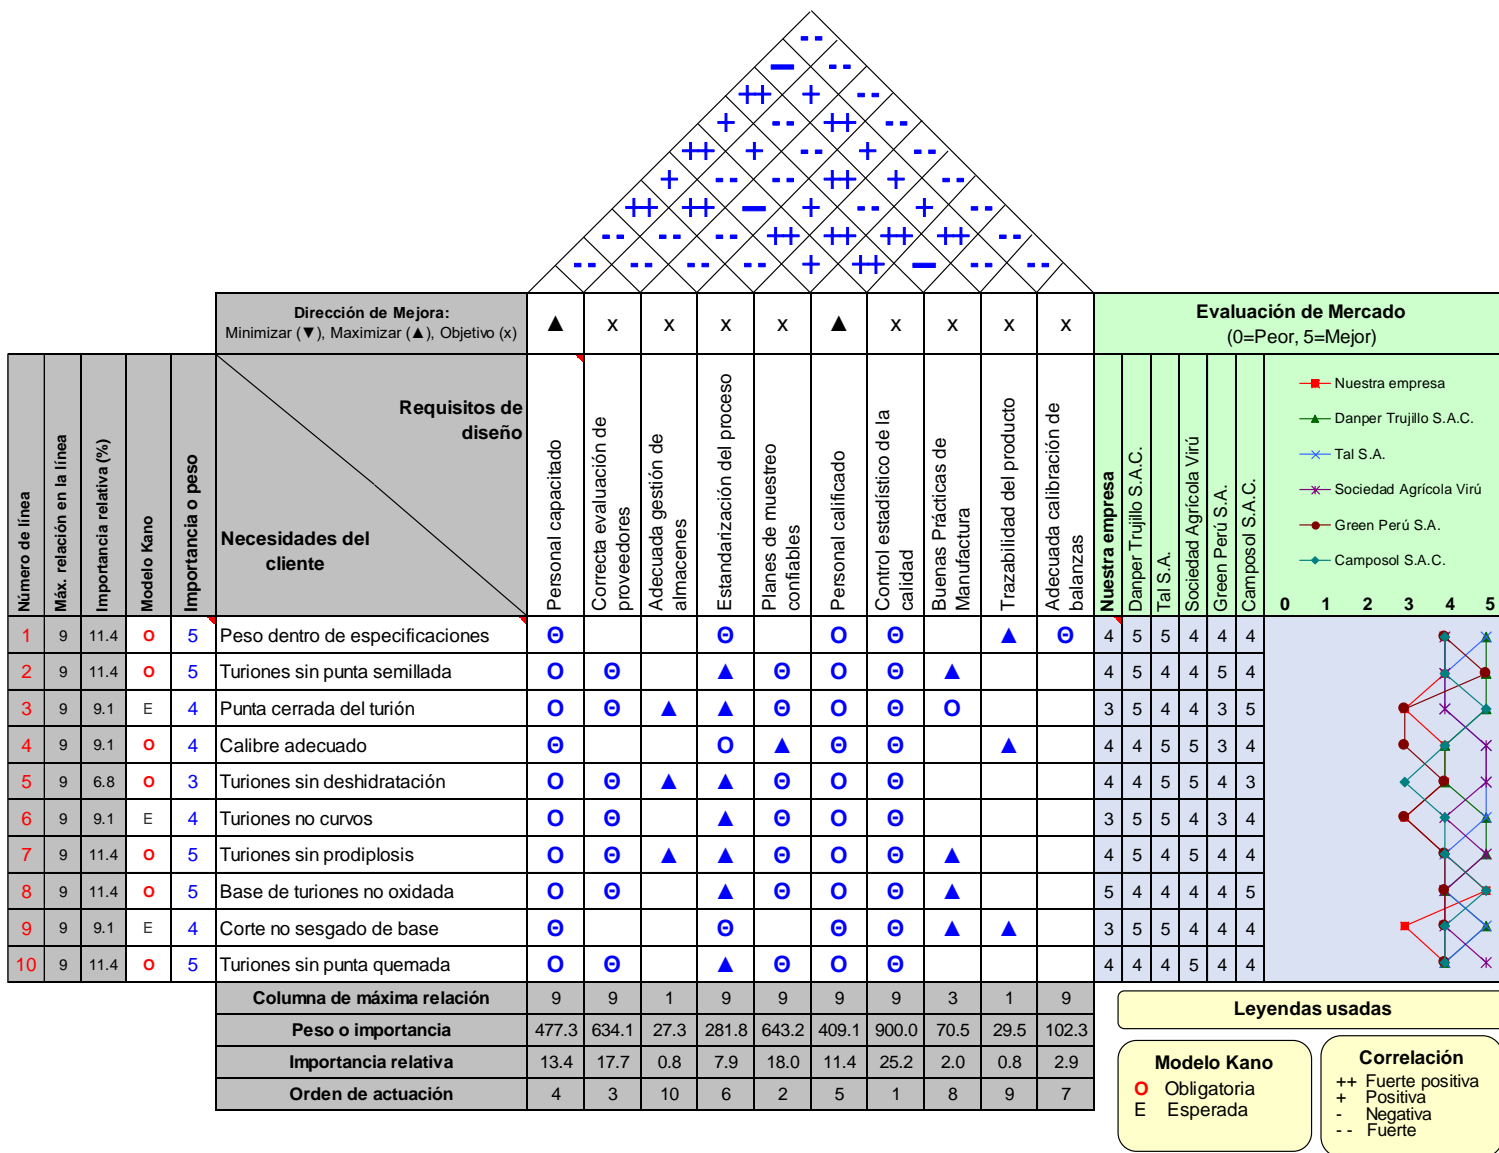 -- 
— --
++ + --
+ -- ++ --
++ + -- + --
+ -- -- ++ + --
++ ++ — + -- + --
-- -- -- ++ ++ ++ ++ --
-- -- -- -- + ++ — -- --
Dirección de Mejora:
Minimizar (▼), Maximizar (▲), Objetivo (x)
▲ x x x x ▲ x x x x
Evaluación de Mercado
(0=Peor, 5=Mejor)
Número de línea
Máx. relación en la línea
Importancia relativa (%)
Modelo Kano
Importancia o peso
Requisitos de
diseño
Necesidades del
cliente
Personal capacitado
Correcta evaluación de
proveedores
Adecuada gestión de
almacenes
Estandarización del proceso
Planes de muestreo
confiables
Personal calificado
Control estadístico de la
calidad
Buenas Prácticas de
Manufactura
Trazabilidad del producto
Adecuada calibración de
balanzas
Nuestra empresa
Danper Trujillo S.A.C.
Tal S.A.
Sociedad Agrícola Virú
Green Perú S.A.
Camposol S.A.C.
Nuestra empresa
Danper Trujillo S.A.C.
Tal S.A.
Sociedad Agrícola Virú
Green Perú S.A.
Camposol S.A.C.
0 1 2 3 4 5
1 9 11.4 O 5 Peso dentro de especificaciones Θ Θ O Θ ▲ Θ 4 5 5 4 4 4
2 9 11.4 O 5 Turiones sin punta semillada O Θ ▲ Θ O Θ ▲ 4 5 4 4 5 4
3 9 9.1 E 4 Punta cerrada del turión O Θ ▲ ▲ Θ O Θ O 3 5 4 4 3 5
4 9 9.1 O 4 Calibre adecuado Θ O ▲ Θ Θ ▲ 4 4 5 5 3 4
5 9 6.8 O 3 Turiones sin deshidratación O Θ ▲ ▲ Θ O Θ 4 4 5 5 4 3
6 9 9.1 E 4 Turiones no curvos O Θ ▲ Θ O Θ 3 5 5 4 3 4
7 9 11.4 O 5 Turiones sin prodiplosis O Θ ▲ ▲ Θ O Θ ▲ 4 5 4 5 4 4
8 9 11.4 O 5 Base de turiones no oxidada O Θ ▲ Θ O Θ ▲ 5 4 4 4 4 5
9 9 9.1 E 4 Corte no sesgado de base Θ Θ Θ Θ ▲ ▲ 3 5 5 4 4 4
10 9 11.4 O 5 Turiones sin punta quemada O Θ ▲ Θ O Θ 4 4 4 5 4 4
Columna de máxima relación 9 9 1 9 9 9 9 3 1 9
Peso o importancia 477.3 634.1 27.3 281.8 643.2 409.1 900.0 70.5 29.5 102.3
Importancia relativa 13.4 17.7 0.8 7.9 18.0 11.4 25.2 2.0 0.8 2.9
Orden de actuación 4 3 10 6 2 5 1 8 9 7
Leyendas usadas
Modelo Kano
O Obligatoria
E Esperada
Correlación
++ Fuerte positiva
+ Positiva
- Negativa
- - Fuerte